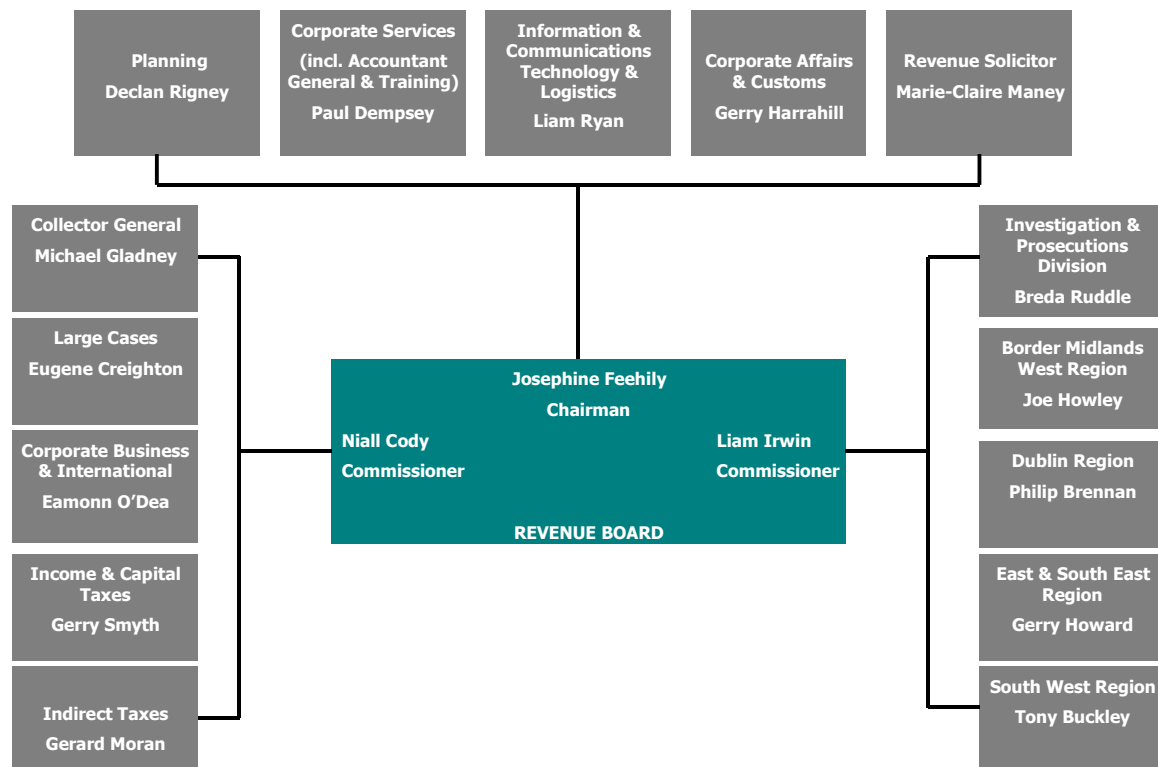 Planning
Declan Rigney
Corporate Services
(incl. Accountant
General & Training)
Paul Dempsey
Information &
Communications
Technology &
Logistics
Liam Ryan
Corporate Affairs
& Customs
Gerry Harrahill
Revenue Solicitor
Marie-Claire Maney
Collector General
Michael Gladney
Large Cases
Eugene Creighton
Corporate Business
& International
Eamonn O’Dea
Income & Capital
Taxes
Gerry Smyth
Indirect Taxes
Gerard Moran
Josephine Feehily
Chairman
Niall Cody
Commissioner
Liam Irwin
Commissioner
REVENUE BOARD
Investigation &
Prosecutions
Division
Breda Ruddle
Border Midlands
West Region
Joe Howley
Dublin Region
Philip Brennan
East & South East
Region
Gerry Howard
South West Region
Tony Buckley